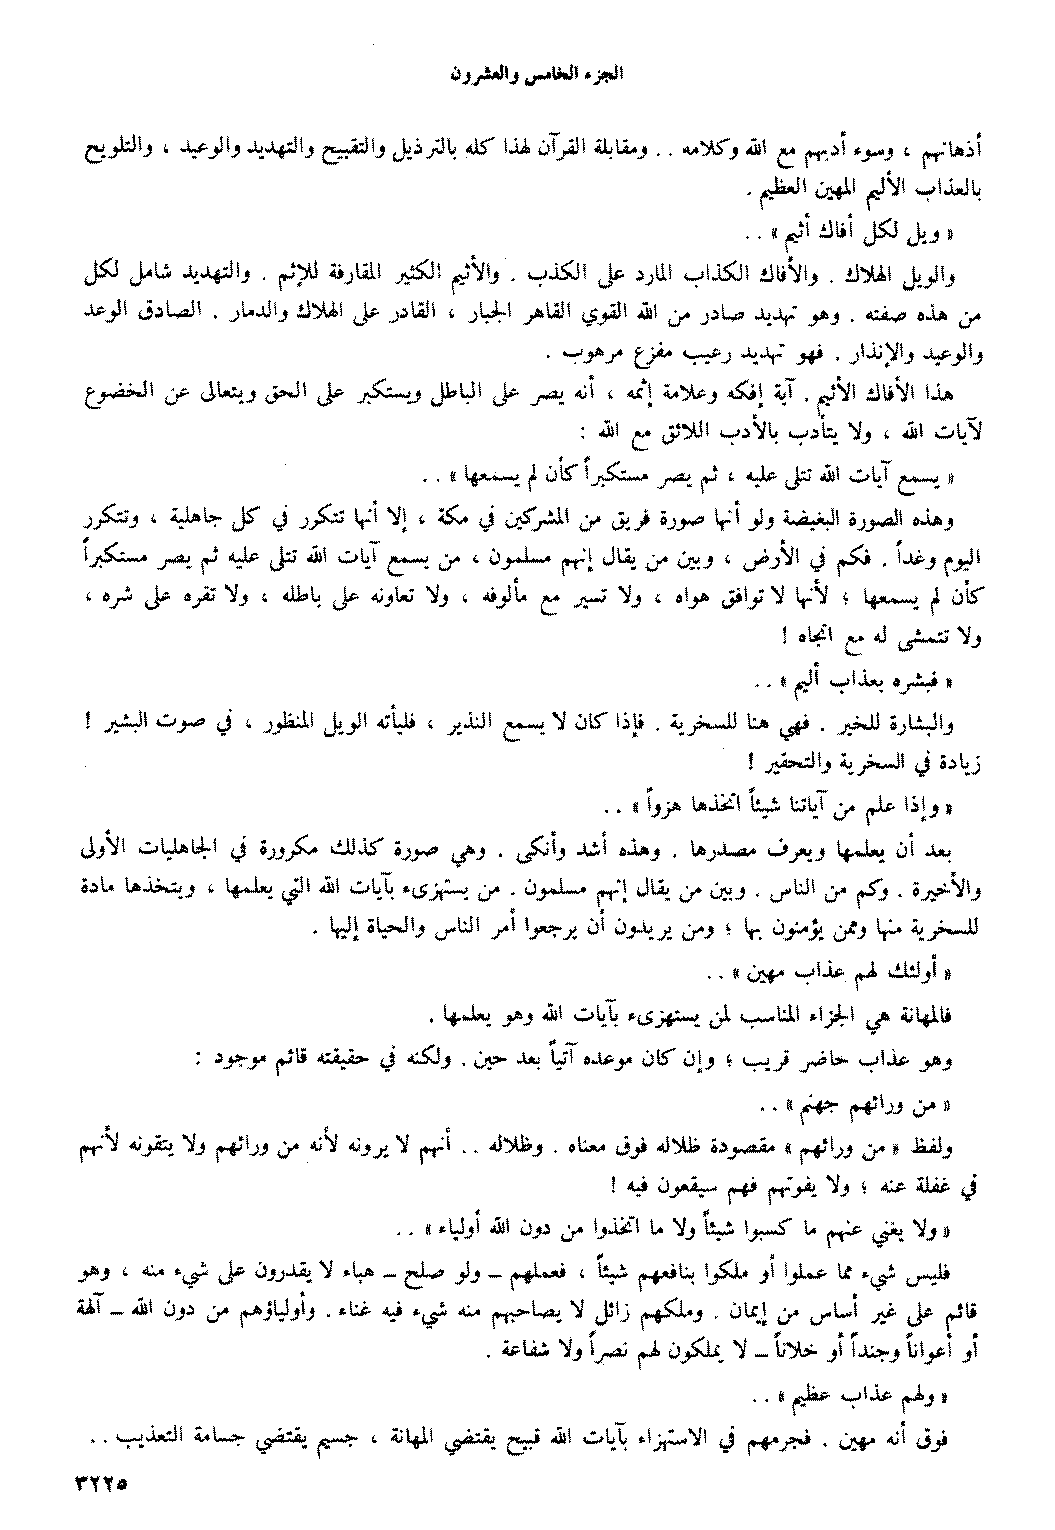 الجزء الخامس والعشرون
أذهانهم ، وسوء أدبهم مع الله وكلامه .. ومقابلة القرآن لهذا كله بالترذيل والتقبيح والتهديد والوعيد ، والتلويح
بالعذاب الأليم المهين العظيم .
« ويل لكل أفاك أثيم » ..
والويل الهلاك . والأفاك الكذاب المارد على الكذب . والأثيم الكثير المقارفة للإثم . والتهديد شامل لكل
من هذه صفته . وهو تهديد صادر من الله القوي القاهر الجبار ، القادر على الهلاك والدمار . الصادق الوعد
والوعيد والإنذار . فهو تهديد رعيب مفزع مرهوب .
هذا الأفاك الأثيم . آية إفكه وعلامة إثمه ، أنه يصر على الباطل ويستكبر على الحق ويتعالى عن الخضوع
لآيات الله ، ولا يتأدب بالأدب اللائق مع الله :
« يسمع آيات الله تتلى عليه ، ثم يصر مستكبراً كأن لم يسمعها » ..
وهذه الصورة البغيضة ولو أنها صورة فريق من المشركين في مكة ، إلا أنها تتكرر في كل جاهلية ، وتتكرر
اليوم وغداً . فكم في الأرض ، وبين من يقال إنهم مسلمون ، من يسمع آيات الله تتلى عليه ثم يصر مستكبراً
كأن لم يسمعها ؛ لأنها لا توافق هواه ، ولا تسير مع مألوفه ، ولا تعاونه على باطله ، ولا تقره على شره ،
ولا تتمشى له مع اتجاه !
« فبشره بعذاب أليم » ..
والبشارة للخير . فهي هنا للسخرية . فإذا كان لا يسمع النذير ، فليأته الويل المنظور ، في صوت البشير !
زيادة في السخرية والتحقير !
« وإذا علم من آياتنا شيئاً اتخذها هزواً » ..
بعد أن يعلمها ويعرف مصدرها . وهذه أشد وأنكى . وهي صورة كذلك مكرورة في الجاهليات الأولى
والأخيرة . وكم من الناس . وبين من يقال إنهم مسلمون . من يستهزىء بآيات الله التي يعلمها ، ويتخذها مادة
للسخرية منها وممن يؤمنون بها ؛ ومن يريدون أن يرجعوا أمر الناس والحياة إليها .
« أولئك لهم عذاب مهين » ..
فالمهانة هي الجزاء المناسب لمن يستهزىء بآيات الله وهو يعلمها .
وهو عذاب حاضر قريب ؛ وإن كان موعده آتياً بعد حين . ولكنه في حقيقته قائم موجود :
« من ورائهم جهنم » ..
ولفظ « من ورائهم » مقصودة ظلاله فوق معناه . وظلاله .. أنهم لا يرونه لأنه من ورائهم ولا يتقونه لأنهم
في غفلة عنه ؛ ولا يفوتهم فهم سيقعون فيه !
« ولا يغني عنهم ما كسبوا شيئاً ولا ما اتخذوا من دون الله أولياء » ..
فليس شيء مما عملوا أو ملكوا بنافعهم شيئاً ، فعملهم – ولو صلح – هباء لا يقدرون على شيء منه ، وهو
قائم على غير أساس من إيمان . وملكهم زائل لا يصاحبهم منه شيء فيه غناء . وأولياؤهم من دون الله – آلهة
أو أعواناً وجنداً أو خلاناً – لا يملكون لهم نصراً ولا شفاعة .
« ولهم عذاب عظيم » ..
فوق أنه مهين . فجرمهم في الاستهزاء بآيات الله قبيح يقتضي المهانة ، جسيم يقتضي جسامة التعذيب ..
٣٢٢٥